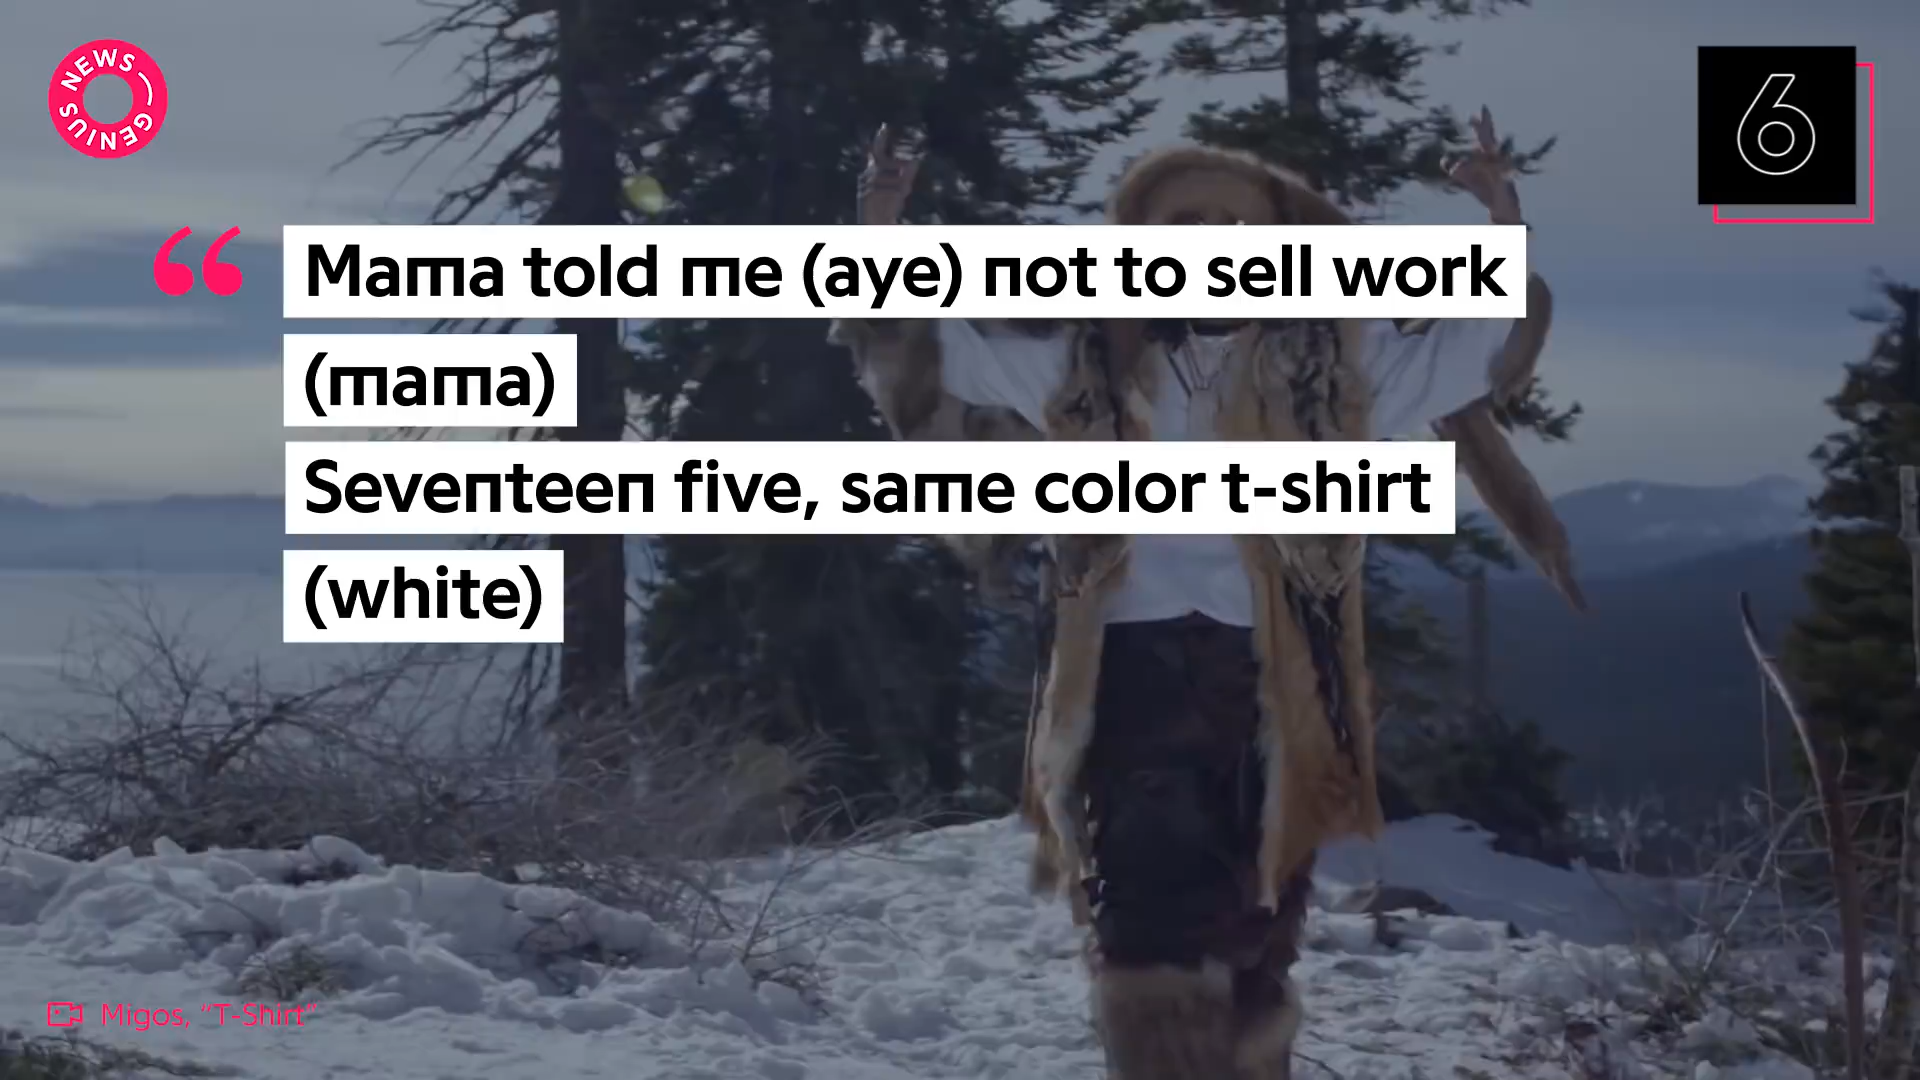 NEWS
GENIUS
6
“
Mama told me (aye) not to sell work
(mama)
Seventeen five, same color t-shirt
(white)
Migos, “T-Shirt”